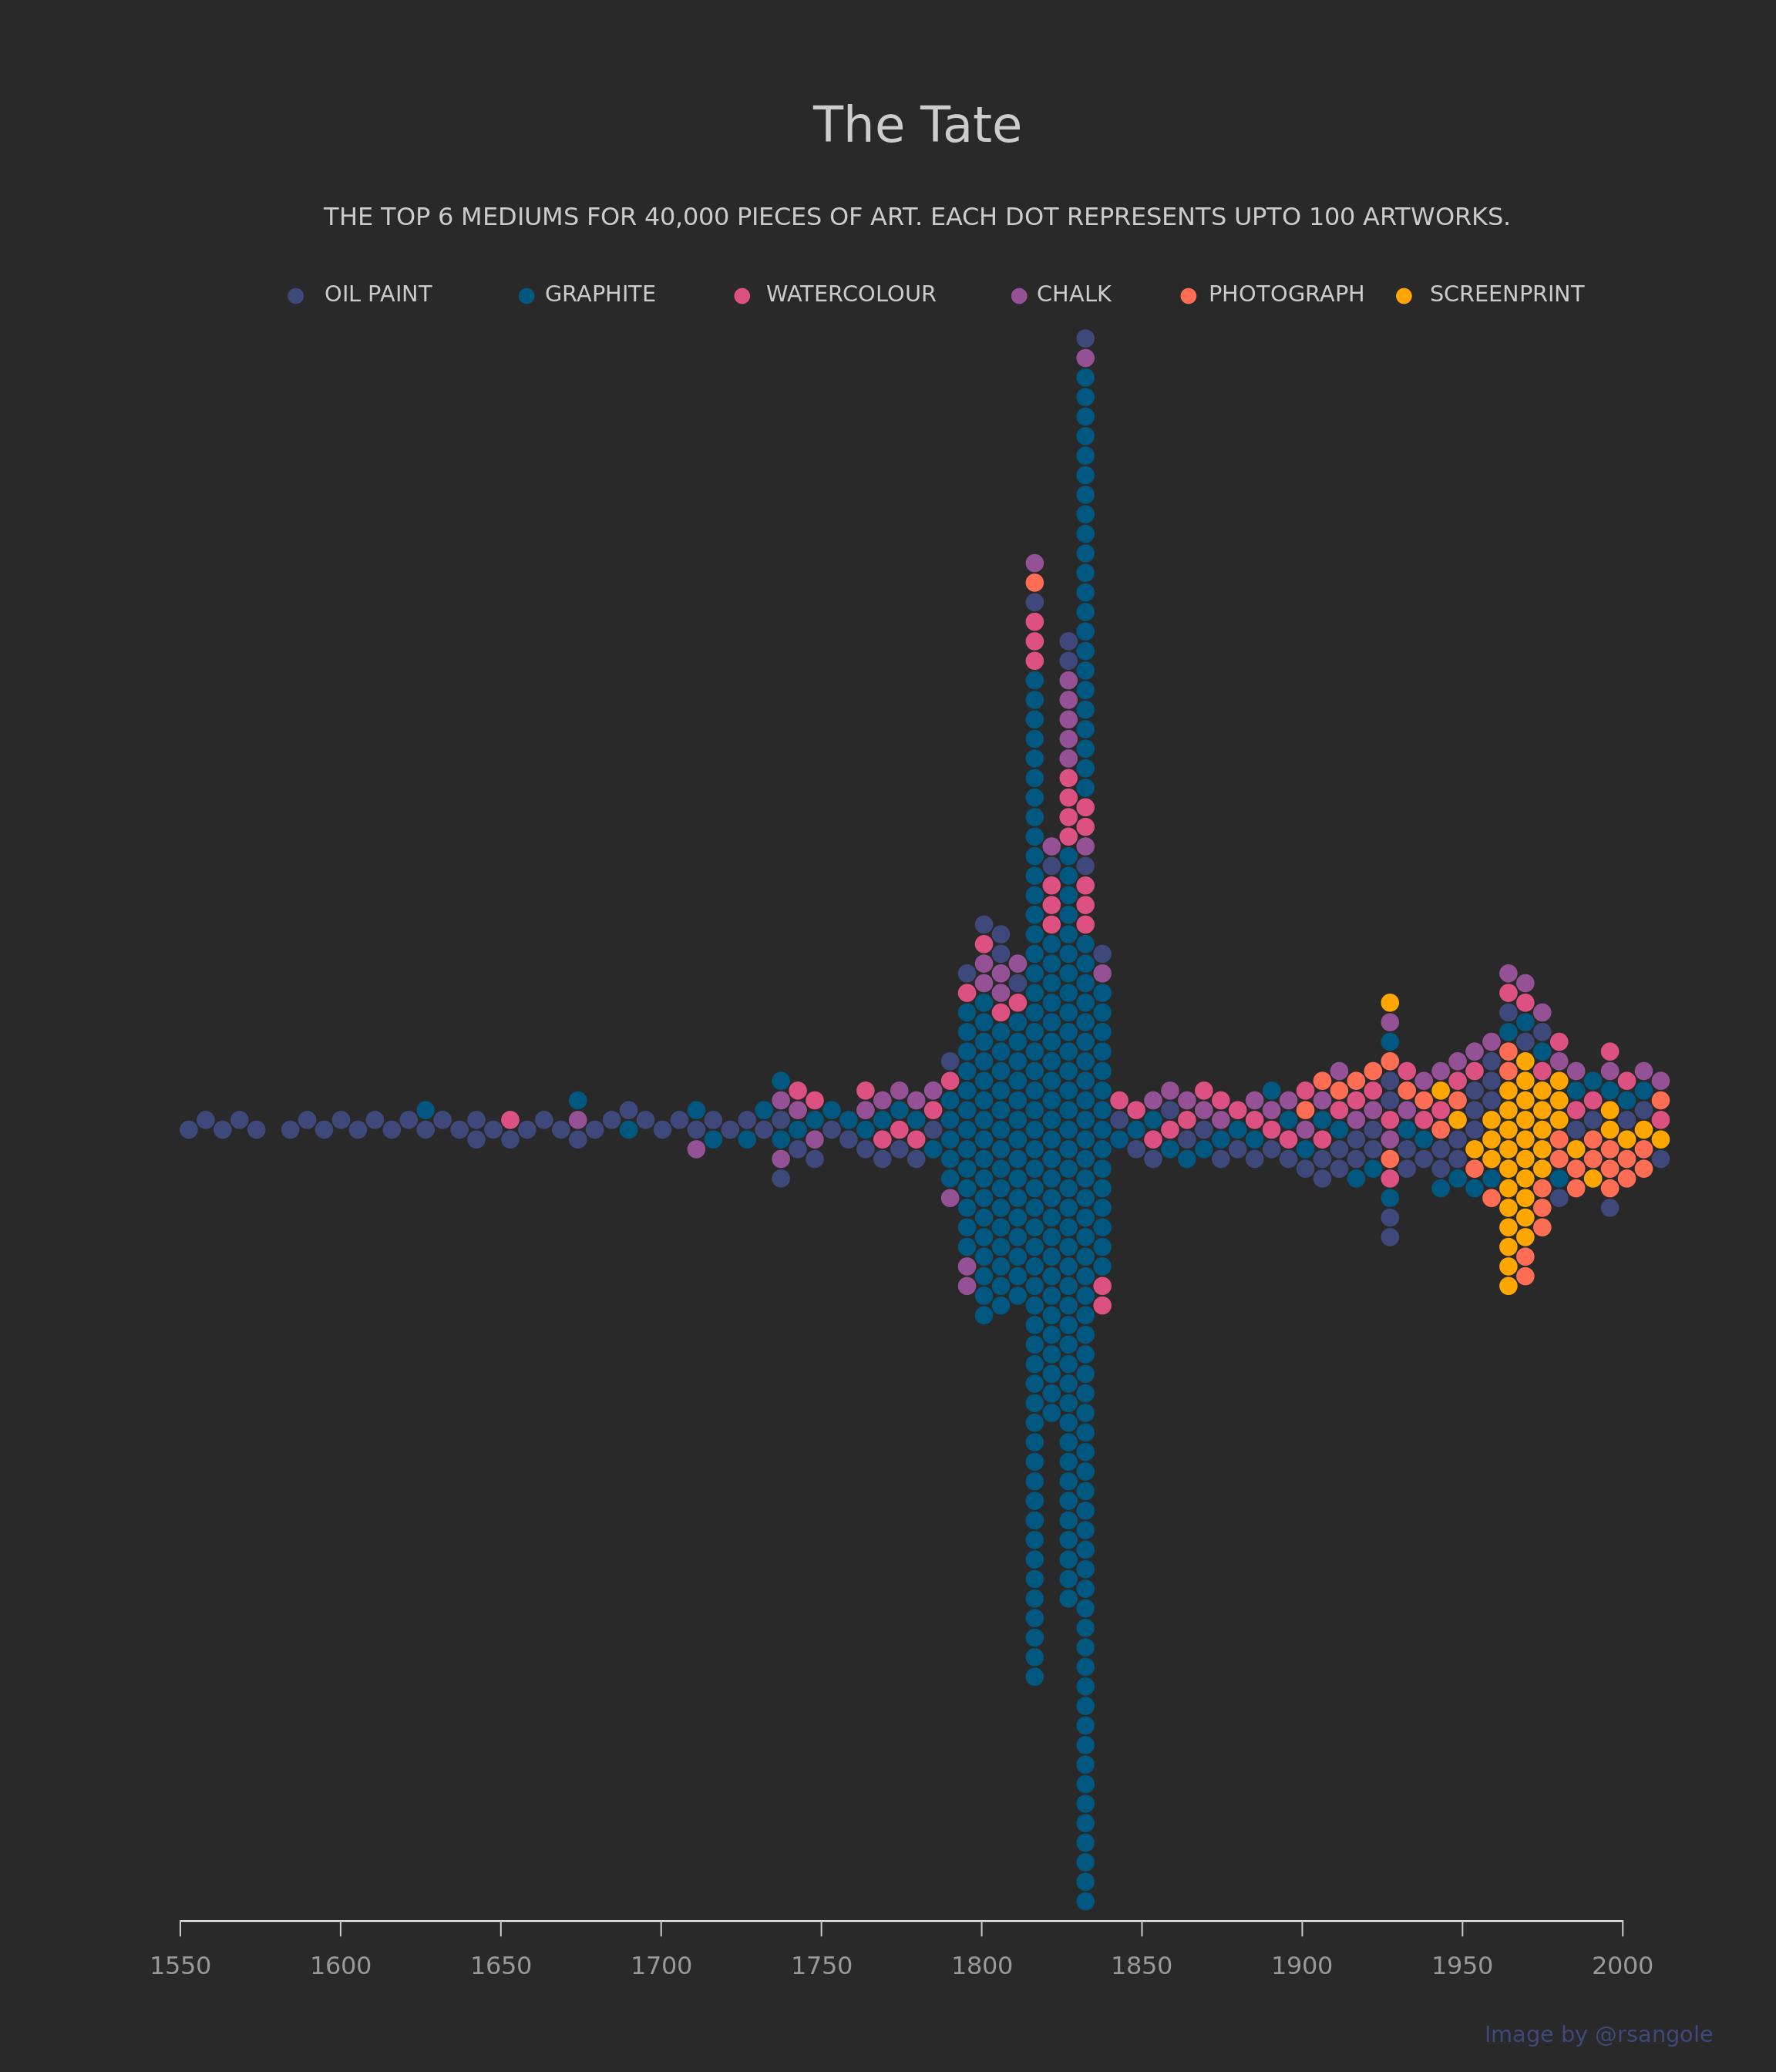 The Tate
THE TOP 6 MEDIUMS FOR 40,000 PIECES OF ART. EACH DOT REPRESENTS UPTO 100 ARTWORKS.
OIL PAINT GRAPHITE WATERCOLOUR CHALK PHOTOGRAPH SCREENPRINT
1550 1600 1650 1700 1750 1800 1850 1900 1950 2000
Image by @rsangole